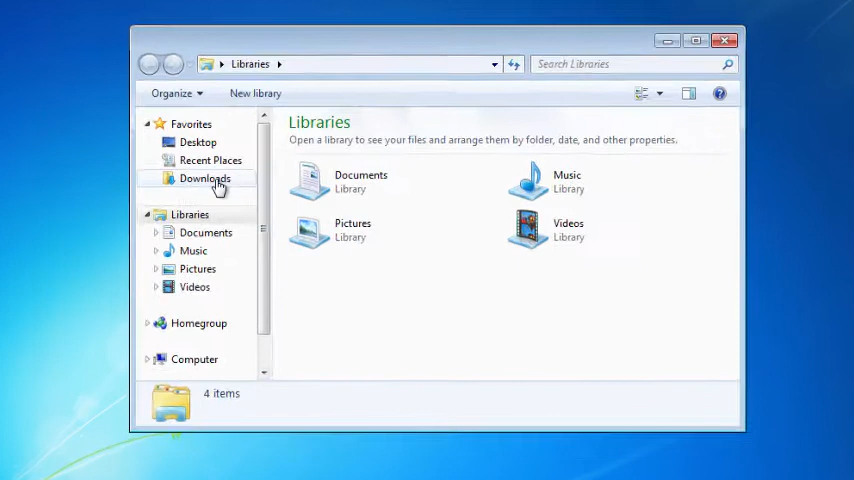 Libraries
Search Libraries
Organize
New library
Favorites
Desktop
Recent Places
Downloads
Libraries
Documents
Music
Pictures
Videos
Homegroup
Computer
Libraries
Open a library to see your files and arrange them by folder, date, and other properties.
Documents
Library
Music
Library
Pictures
Library
Videos
Library
4 items